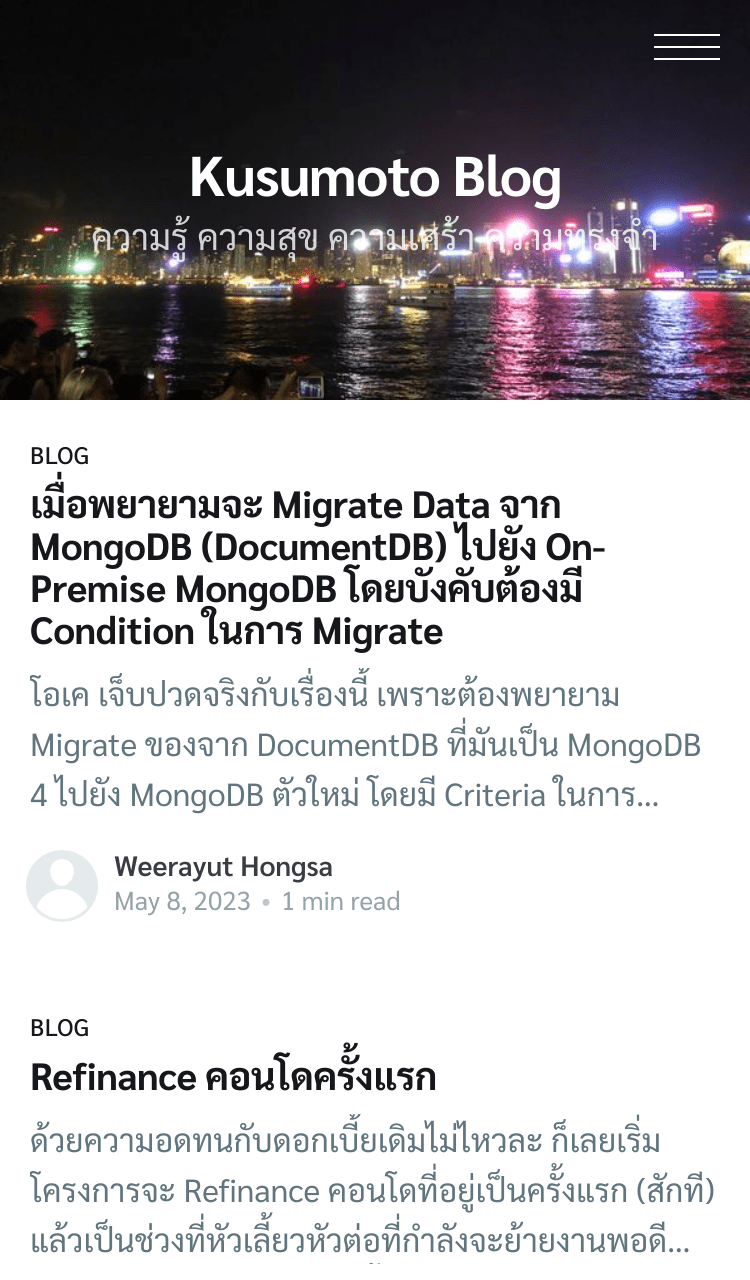 Kusumoto Blog
ความรู้ ความสุข ความเศร้า ความทรงจำ
BLOG
เมื่อพยายามจะ Migrate Data จาก
MongoDB (DocumentDB) ไปยัง On-
Premise MongoDB โดยบังคับต้องมี
Condition ในการ Migrate
โอเค เจ็บปวดจริงกับเรื่องนี้ เพราะต้องพยายาม
Migrate ของจาก DocumentDB ที่มันเป็น MongoDB
4 ไปยัง MongoDB ตัวใหม่ โดยมี Criteria ในการ...
Weerayut Hongsa
May 8, 2023 • 1 min read
BLOG
Refinance คอนโดครั้งแรก
ด้วยความอดทนกับดอกเบี้ยเดิมไม่ไหวละ ก็เลยเริ่ม
โครงการจะ Refinance คอนโดที่อยู่เป็นครั้งแรก (สักที)
แล้วเป็นช่วงที่หัวเลี้ยวหัวต่อที่กำลังจะย้ายงานพอดี...